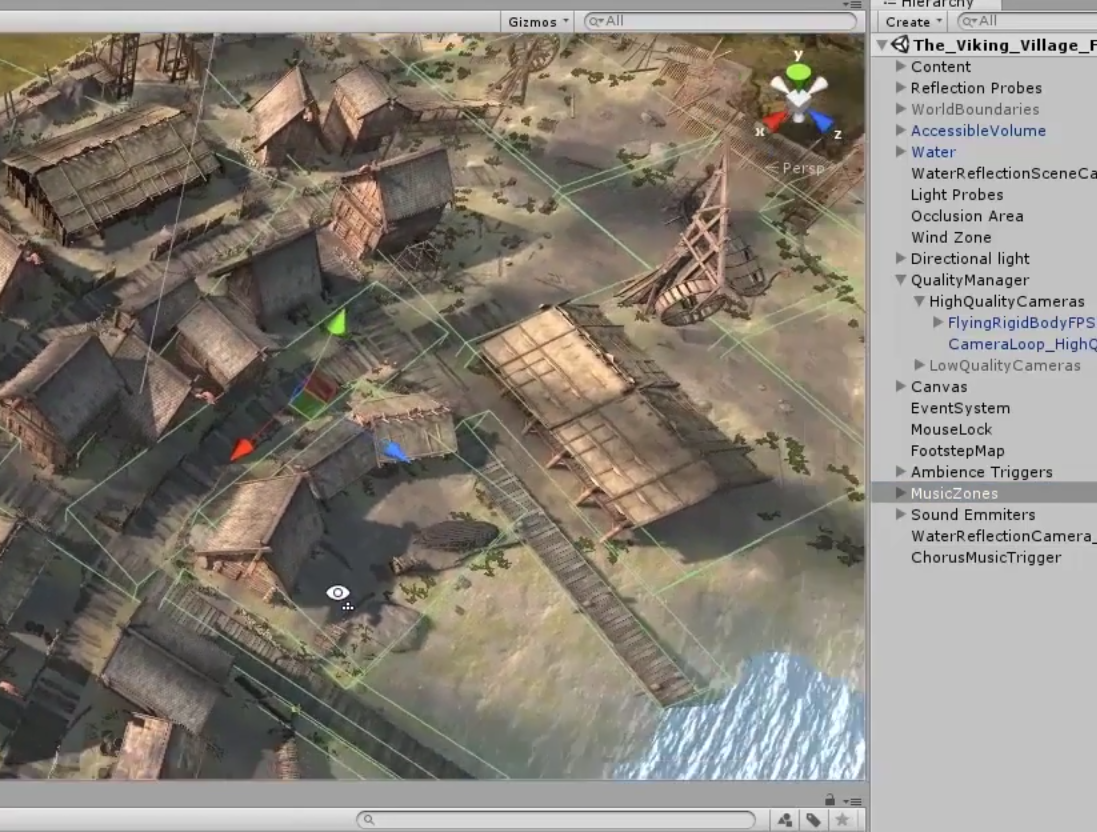 Hierarchy
Gizmos
All
Create
All
The_Viking_Village_F
Content
Reflection Probes
WorldBoundaries
AccessibleVolume
Water
WaterReflectionSceneCa
Light Probes
Occlusion Area
Wind Zone
Directional light
QualityManager
HighQualityCameras
FlyingRigidBodyFPS
CameraLoop_HighQ
LowQualityCameras
Canvas
EventSystem
MouseLock
FootstepMap
Ambience Triggers
MusicZones
Sound Emmiters
WaterReflectionCamera_
ChorusMusicTrigger
y
x
z
Persp